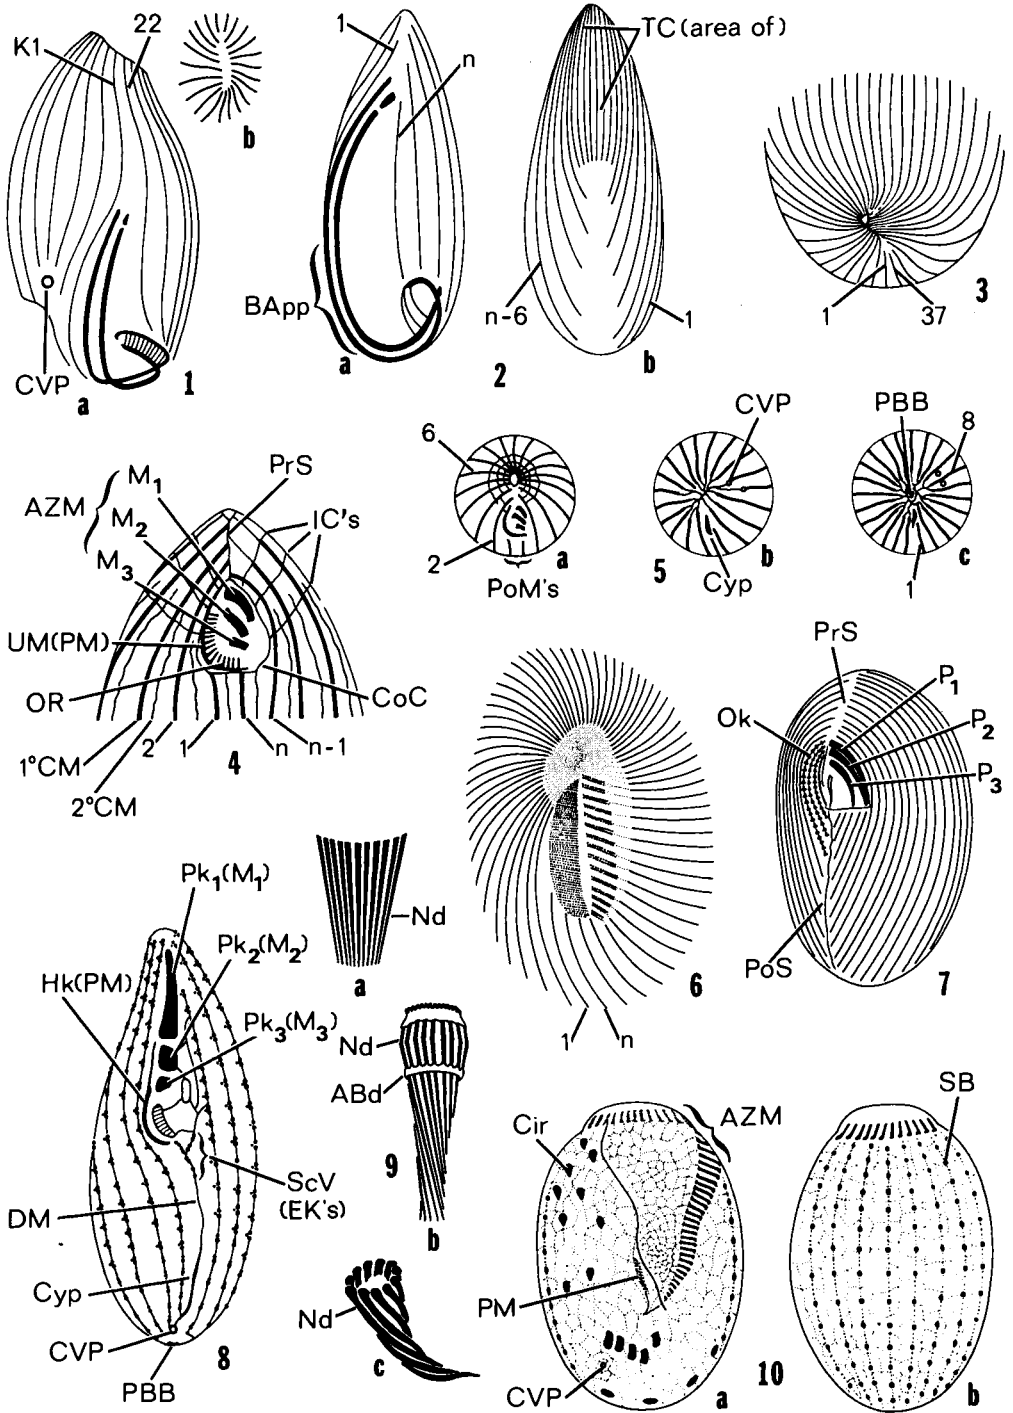 K1
22
b
CVP
a
1
1
n
BApp
a
2
TC (area of)
n-6
1
b
1
37
3
AZM
M1
M2
M3
PrS
IC's
UM(PM)
OR
CoC
1°CM
2°CM
2
1
4
n
n-1
6
2
PoM's
a
5
CVP
Cyp
b
PBB
8
1
c
6
1
n
PrS
Ok
P1
P2
P3
PoS
7
Pk1(M1)
Pk2(M2)
Hk(PM)
Pk3(M3)
ScV
(EK's)
DM
Cyp
CVP
PBB
8
Nd
a
Nd
ABd
9
b
Nd
c
Cir
AZM
PM
CVP
a
10
SB
b